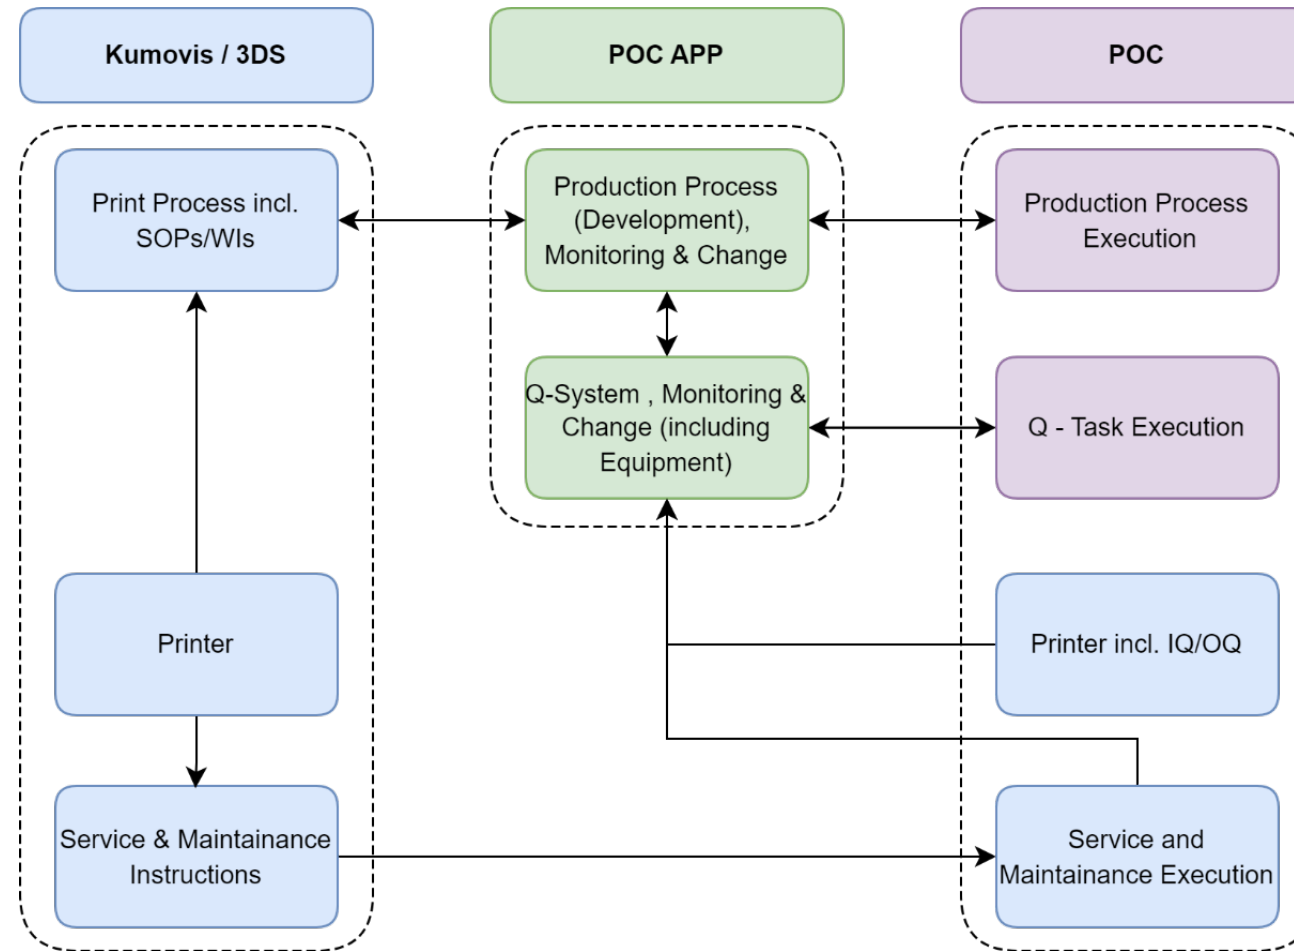 Kumovis / 3DS
POC APP
POC
Print Process incl.
SOPs/WIs
Production Process
(Development),
Monitoring & Change
Production Process
Execution
Q-System , Monitoring &
Change (including
Equipment)
Q - Task Execution
Printer
Printer incl. IQ/OQ
Service & Maintainance
Instructions
Service and
Maintainance Execution